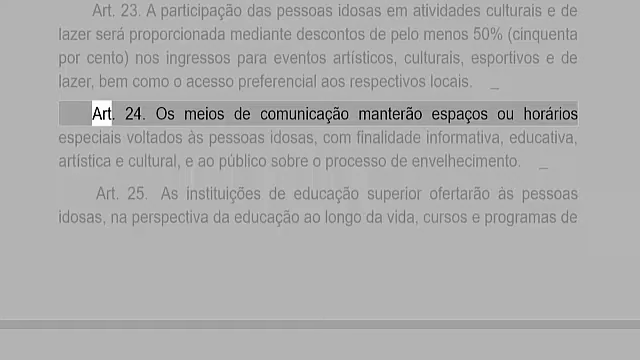 Art. 23. A participação das pessoas idosas em atividades culturais e de
lazer será proporcionada mediante descontos de pelo menos 50% (cinquenta
por cento) nos ingressos para eventos artísticos, culturais, esportivos e de
lazer, bem como o acesso preferencial aos respectivos locais. _
Art. 24. Os meios de comunicação manterão espaços ou horários
especiais voltados às pessoas idosas, com finalidade informativa, educativa,
artística e cultural, e ao público sobre o processo de envelhecimento. _
Art. 25. As instituições de educação superior ofertarão às pessoas
idosas, na perspectiva da educação ao longo da vida, cursos e programas de